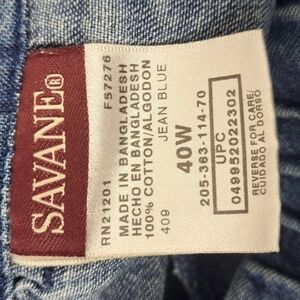 SAVANE®
RN21201 F57276
MADE IN BANGLADESH
HECHO EN BANGLADESH
100% COTTON/ALGODON
409 JEAN BLUE
40W
205-363-114-70
UPC
049952022302
REVERSE FOR CARE/
CUIDADO AL DORSO